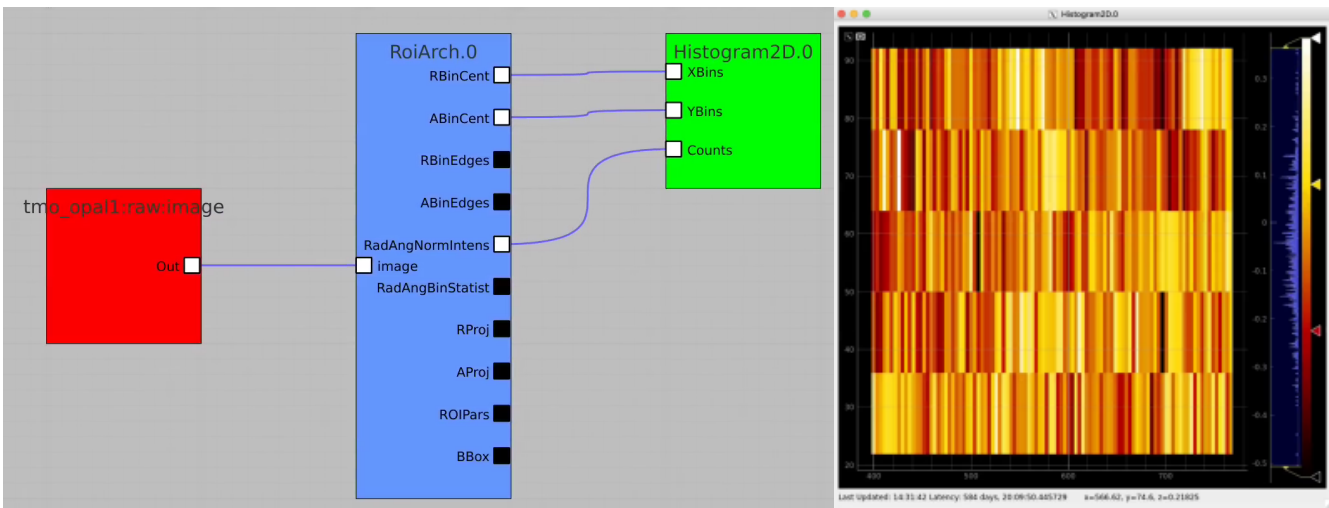 tmo_opal1:raw:image
Out
RoiArch.0
RBinCent
ABinCent
RBinEdges
ABinEdges
RadAngNormIntens
image
RadAngBinStatist
RProj
AProj
ROIPars
BBox
Histogram2D.0
XBins
YBins
Counts
Histogram2D.0
90
80
70
60
50
40
30
20
400
500
600
700
0.3
0.2
0.1
0
-0.1
-0.2
-0.3
-0.4
-0.5
Last Updated: 14:31:42 Latency: 584 days, 20:09:50.445729 x=566.62, y=74.6, z=0.21825